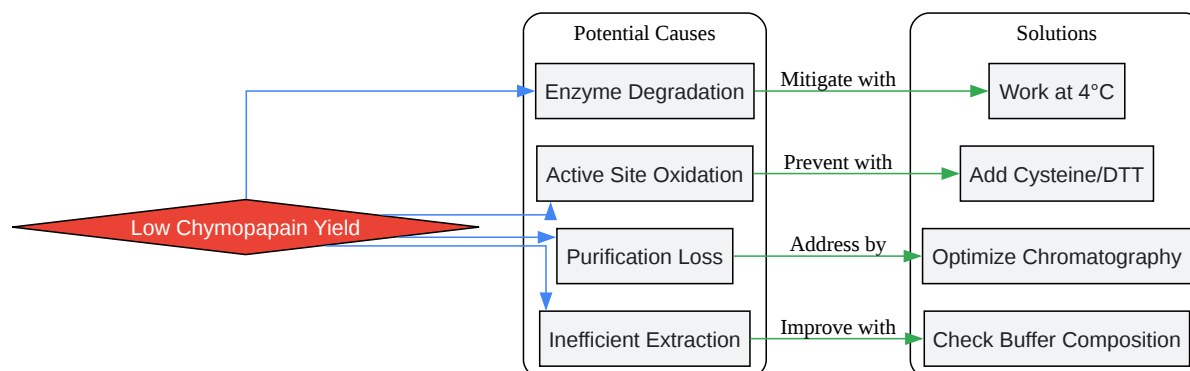 Potential Causes
Solutions
Enzyme Degradation
Mitigate with
Work at 4°C
Active Site Oxidation
Prevent with
Add Cysteine/DTT
Low Chymopapain Yield
Purification Loss
Address by
Optimize Chromatography
Inefficient Extraction
Improve with
Check Buffer Composition